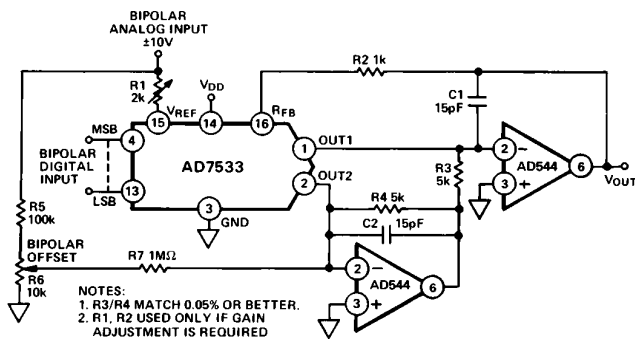 BIPOLAR
ANALOG INPUT
±10V
R1
2k
VDD
R2 1k
C1
15pF
VREF
RFB
15
14
16
MSB
4
BIPOLAR
DIGITAL
INPUT
LSB
13
AD7533
1
OUT1
2
OUT2
3
GND
R3
5k
R4 5k
C2
15pF
2
−
3
+
AD544
6
VOUT
R5
100k
BIPOLAR
OFFSET
R6
10k
R7 1MΩ
2
−
3
+
AD544
6
NOTES:
1. R3/R4 MATCH 0.05% OR BETTER.
2. R1, R2 USED ONLY IF GAIN
ADJUSTMENT IS REQUIRED